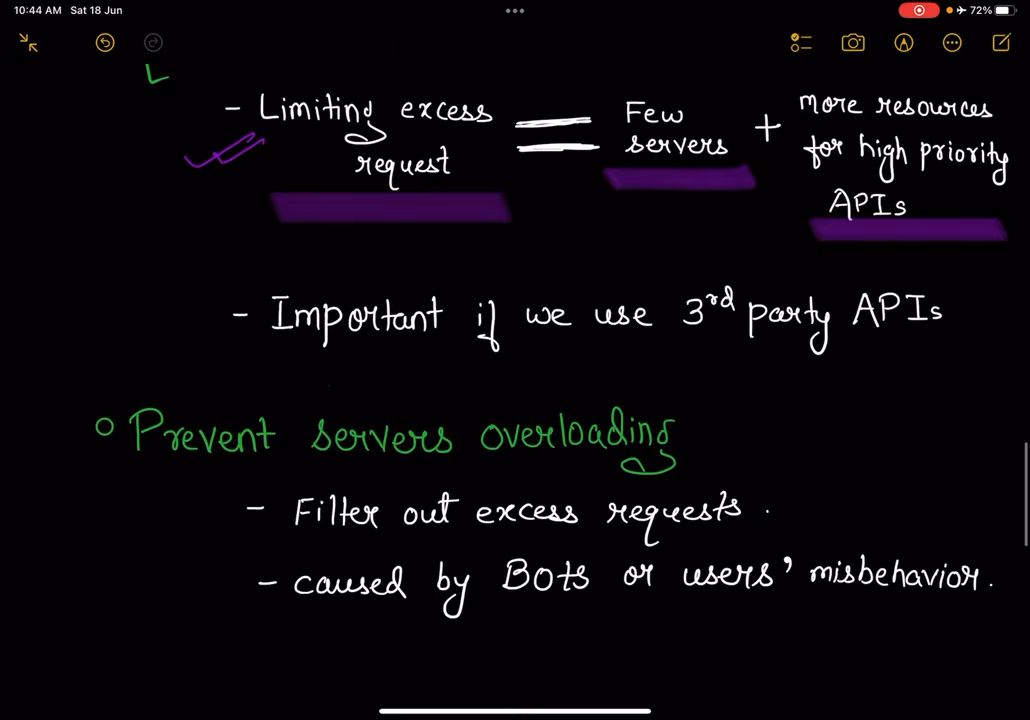 10:44 AM Sat 18 Jun
72%
- Limiting excess request = Few servers + more resources for high priority APIs
- Important if we use 3rd party APIs
○ Prevent servers overloading
- Filter out excess requests.
- caused by Bots or users' misbehavior.